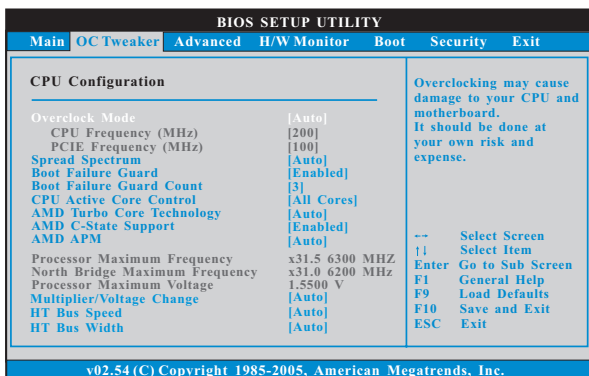 BIOS SETUP UTILITY
Main OC Tweaker Advanced H/W Monitor Boot Security Exit
CPU Configuration
Overclock Mode [Auto]
CPU Frequency (MHz) [200]
PCIE Frequency (MHz) [100]
Spread Spectrum [Auto]
Boot Failure Guard [Enabled]
Boot Failure Guard Count [3]
CPU Active Core Control [All Cores]
AMD Turbo Core Technology [Auto]
AMD C-State Support [Enabled]
AMD APM [Auto]
Processor Maximum Frequency x31.5 6300 MHZ
North Bridge Maximum Frequency x31.0 6200 MHz
Processor Maximum Voltage 1.5500 V
Multiplier/Voltage Change [Auto]
HT Bus Speed [Auto]
HT Bus Width [Auto]
Overclocking may cause
damage to your CPU and
motherboard.
It should be done at
your own risk and
expense.
←→ Select Screen
↑↓ Select Item
Enter Go to Sub Screen
F1 General Help
F9 Load Defaults
F10 Save and Exit
ESC Exit
v02.54 (C) Copyright 1985-2005, American Megatrends, Inc.